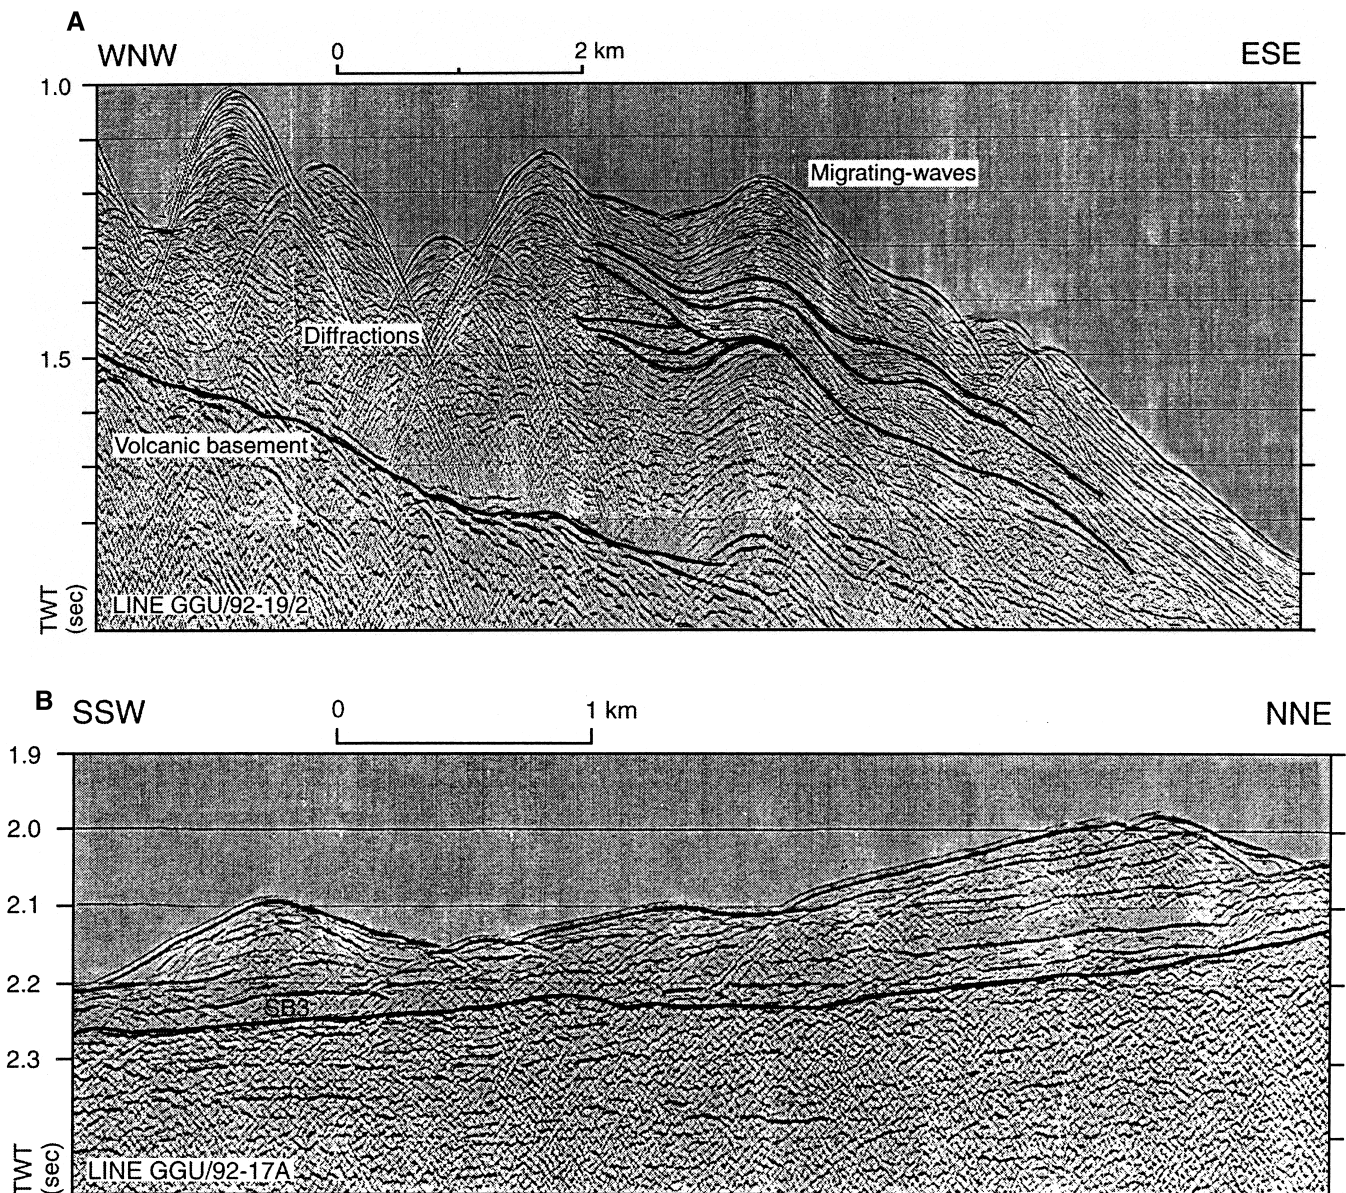 A
WNW
0
2 km
ESE
1.0
Migrating-waves
Diffractions
1.5
Volcanic basement
TWT
(sec)
LINE GGU/92-19/2
B
SSW
0
1 km
NNE
1.9
2.0
2.1
2.2
SB3
2.3
TWT
(sec)
LINE GGU/92-17A